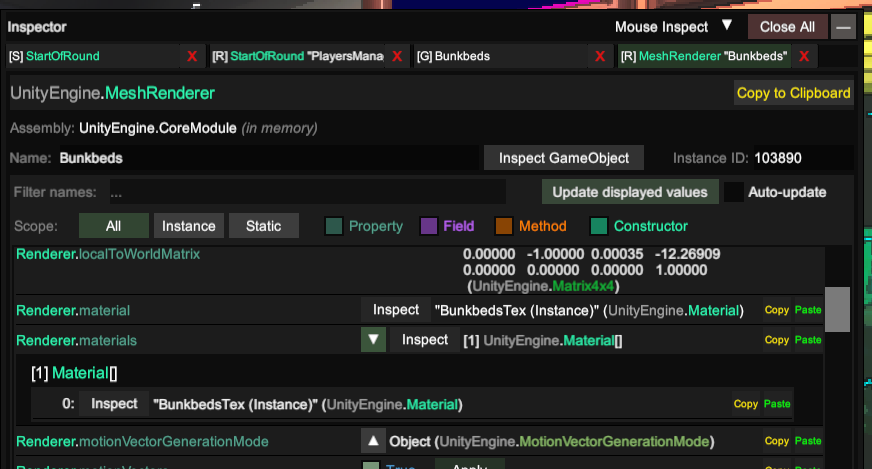 Inspector
Mouse Inspect ▼ Close All —
[S] StartOfRound X [R] StartOfRound "PlayersMana X [G] Bunkbeds X [R] MeshRenderer "Bunkbeds" X
UnityEngine.MeshRenderer Copy to Clipboard
Assembly: UnityEngine.CoreModule (in memory)
Name: Bunkbeds Inspect GameObject Instance ID: 103890
Filter names: ... Update displayed values Auto-update
Scope: All Instance Static Property Field Method Constructor
Renderer.localToWorldMatrix 0.00000 -1.00000 0.00035 -12.26909
0.00000 0.00000 0.00000 1.00000
(UnityEngine.Matrix4x4)
Renderer.material Inspect "BunkbedsTex (Instance)" (UnityEngine.Material) Copy Paste
Renderer.materials ▼ Inspect [1] UnityEngine.Material[] Copy Paste
[1] Material[]
0: Inspect "BunkbedsTex (Instance)" (UnityEngine.Material) Copy Paste
Renderer.motionVectorGenerationMode ▲ Object (UnityEngine.MotionVectorGenerationMode) Copy Paste
Renderer.motionVectors True Apply